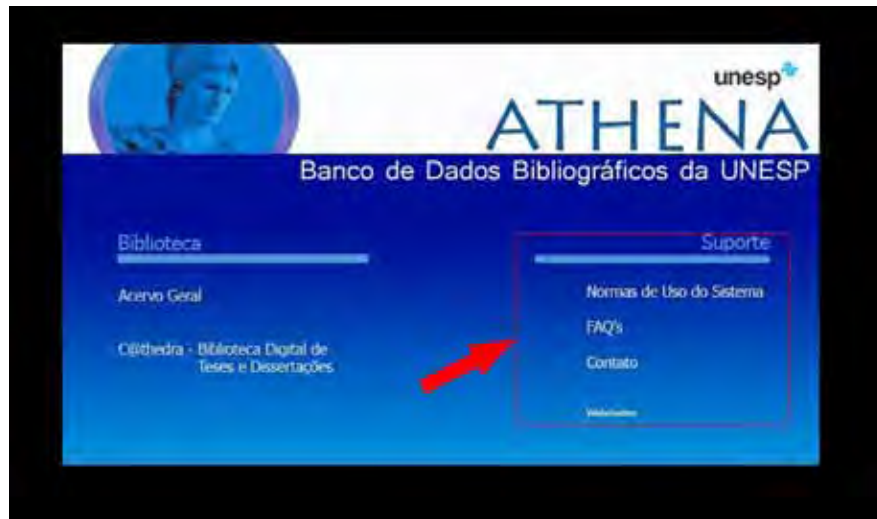 unesp
ATHENA
Banco de Dados Bibliográficos da UNESP
Biblioteca
Acervo Geral
C@thedra - Biblioteca Digital de
Teses e Dissertações
Suporte
Normas de Uso do Sistema
FAQ's
Contato